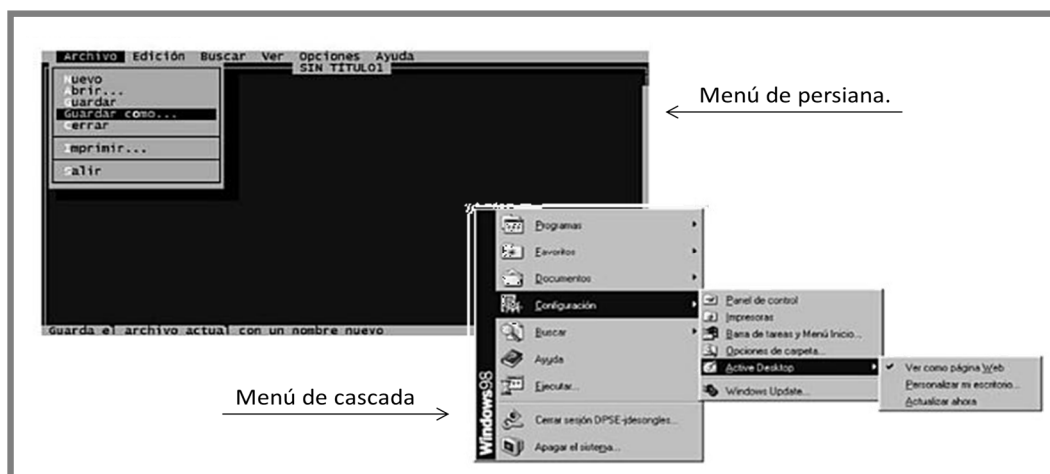 Archivo Edición Buscar Ver Opciones Ayuda
SIN TÍTULO1
Nuevo
Abrir...
Guardar
Guardar como...
Cerrar
Imprimir...
Salir
Guarda el archivo actual con un nombre nuevo
Menú de persiana.
Menú de cascada
Windows98
Programas
Favoritos
Documentos
Configuración
Buscar
Ayuda
Ejecutar...
Cerrar sesión DPSE-jdesongles...
Apagar el sistema...
Panel de control
Impresoras
Barra de tareas y Menú Inicio...
Opciones de carpeta...
Active Desktop
Windows Update...
Ver como página Web
Personalizar mi escritorio...
Actualizar ahora